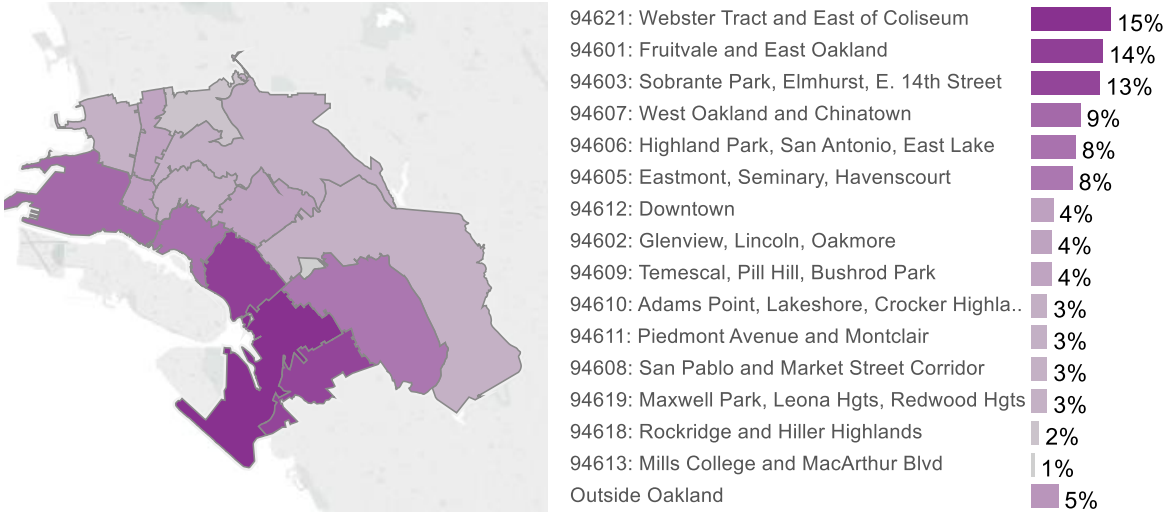 94621: Webster Tract and East of Coliseum 15%
94601: Fruitvale and East Oakland 14%
94603: Sobrante Park, Elmhurst, E. 14th Street 13%
94607: West Oakland and Chinatown 9%
94606: Highland Park, San Antonio, East Lake 8%
94605: Eastmont, Seminary, Havenscourt 8%
94612: Downtown 4%
94602: Glenview, Lincoln, Oakmore 4%
94609: Temescal, Pill Hill, Bushrod Park 4%
94610: Adams Point, Lakeshore, Crocker Highla.. 3%
94611: Piedmont Avenue and Montclair 3%
94608: San Pablo and Market Street Corridor 3%
94619: Maxwell Park, Leona Hgts, Redwood Hgts 3%
94618: Rockridge and Hiller Highlands 2%
94613: Mills College and MacArthur Blvd 1%
Outside Oakland 5%